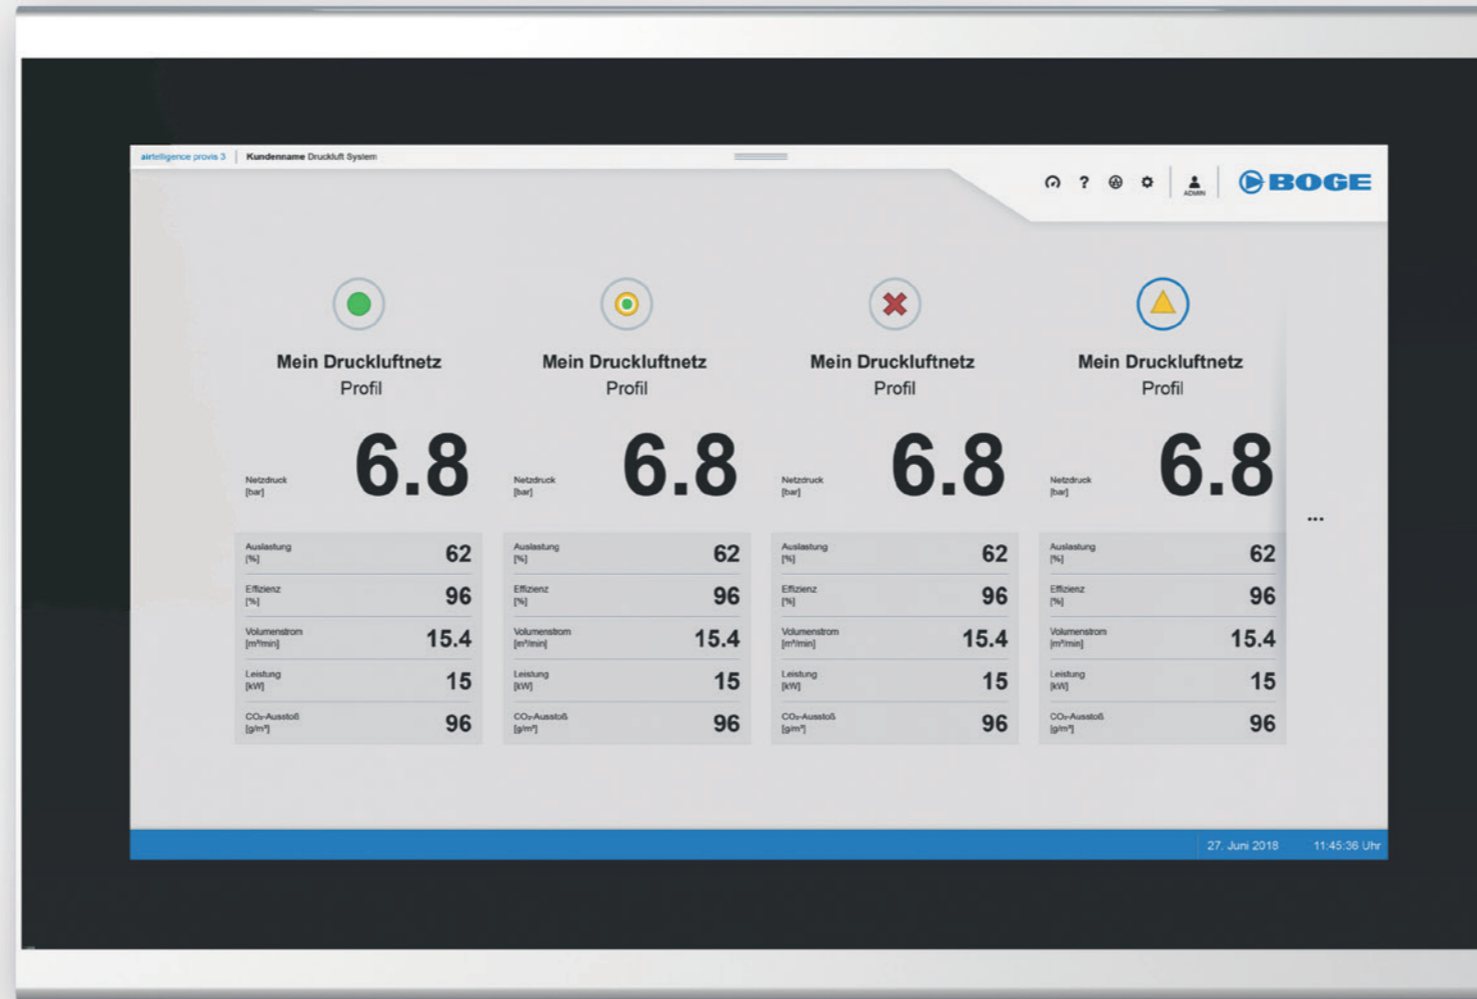 airtelligence provis 3 Kundenname Druckluft System
? ADMIN BOGE
Mein Druckluftnetz Mein Druckluftnetz Mein Druckluftnetz Mein Druckluftnetz
Profil Profil Profil Profil
Netzdruck 6.8 Netzdruck 6.8 Netzdruck 6.8 Netzdruck 6.8
[bar] [bar] [bar] [bar]
...
Auslastung 62 Auslastung 62 Auslastung 62 Auslastung 62
[%] [%] [%] [%]
Effizienz 96 Effizienz 96 Effizienz 96 Effizienz 96
[%] [%] [%] [%]
Volumenstrom 15.4 Volumenstrom 15.4 Volumenstrom 15.4 Volumenstrom 15.4
[m³/min] [m³/min] [m³/min] [m³/min]
Leistung 15 Leistung 15 Leistung 15 Leistung 15
[kW] [kW] [kW] [kW]
CO₂-Ausstoß 96 CO₂-Ausstoß 96 CO₂-Ausstoß 96 CO₂-Ausstoß 96
[g/m³] [g/m³] [g/m³] [g/m³]
27. Juni 2018 11:45:36 Uhr